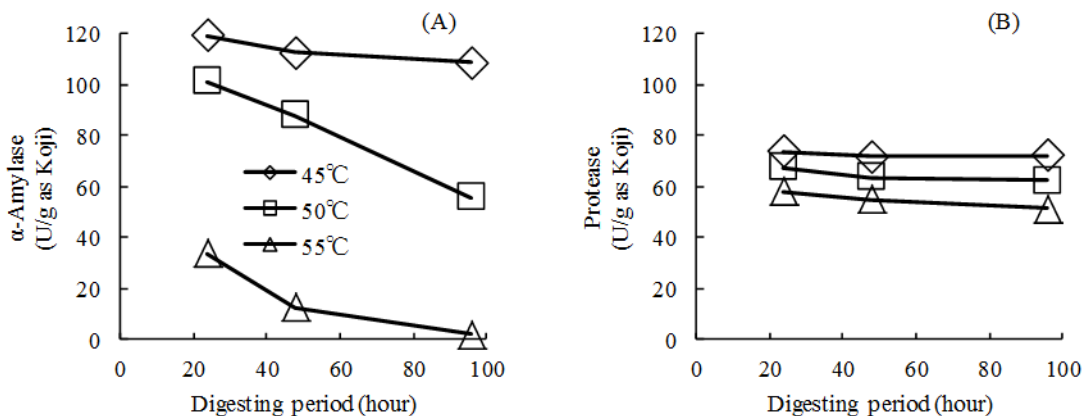 (A)
α-Amylase
(U/g as Koji)
120
100
80
60
40
20
0
45℃
50℃
55℃
0 20 40 60 80 100
Digesting period (hour)
(B)
Protease
(U/g as Koji)
120
100
80
60
40
20
0
0 20 40 60 80 100
Digesting period (hour)